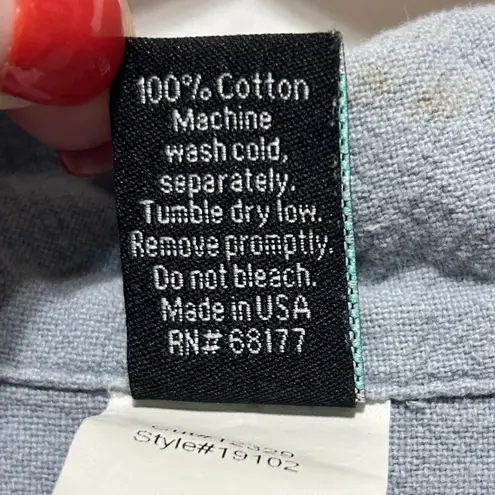 100% Cotton
Machine
wash cold,
separately.
Tumble dry low.
Remove promptly.
Do not bleach.
Made in USA
RN# 68177
Style#19102